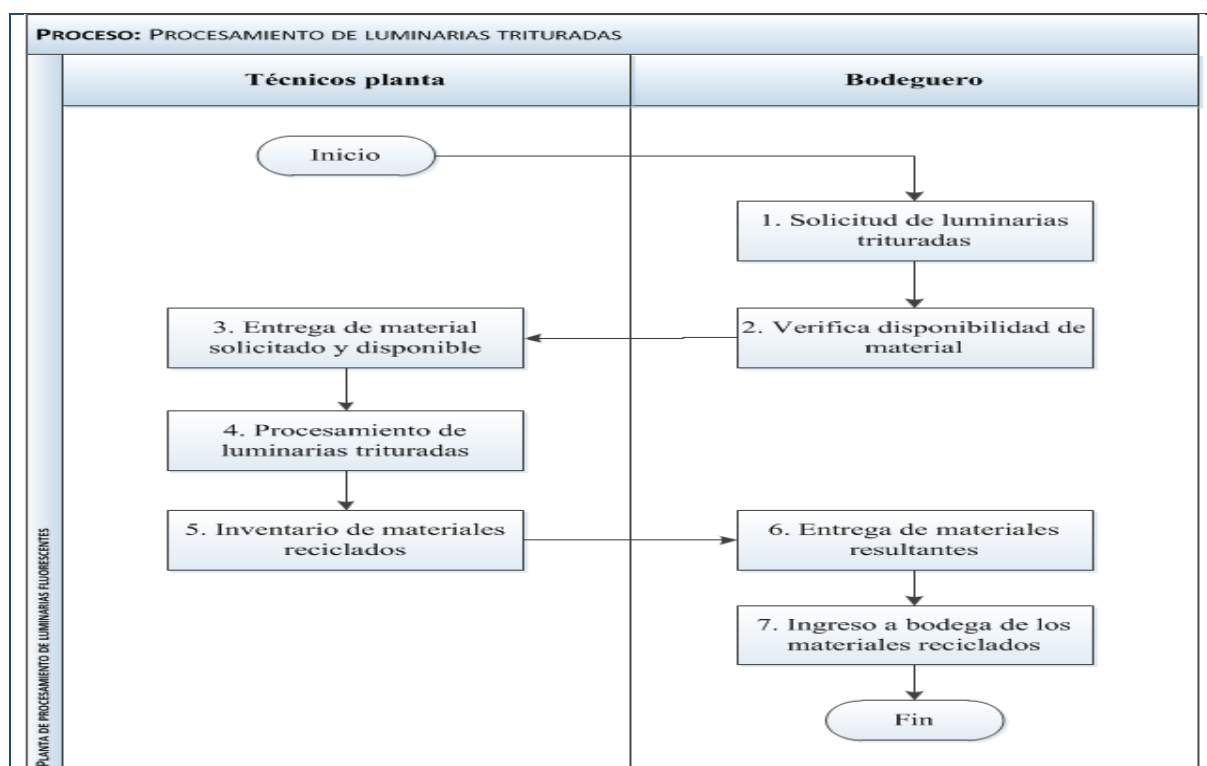 PROCESO: PROCESAMIENTO DE LUMINARIAS TRITURADAS
Técnicos planta
Bodeguero
Inicio
1. Solicitud de luminarias
trituradas
2. Verifica disponibilidad de
material
3. Entrega de material
solicitado y disponible
4. Procesamiento de
luminarias trituradas
5. Inventario de materiales
reciclados
6. Entrega de materiales
resultantes
7. Ingreso a bodega de los
materiales reciclados
Fin
PLANTA DE PROCESAMIENTO DE LUMINARIAS FLUORESCENTES